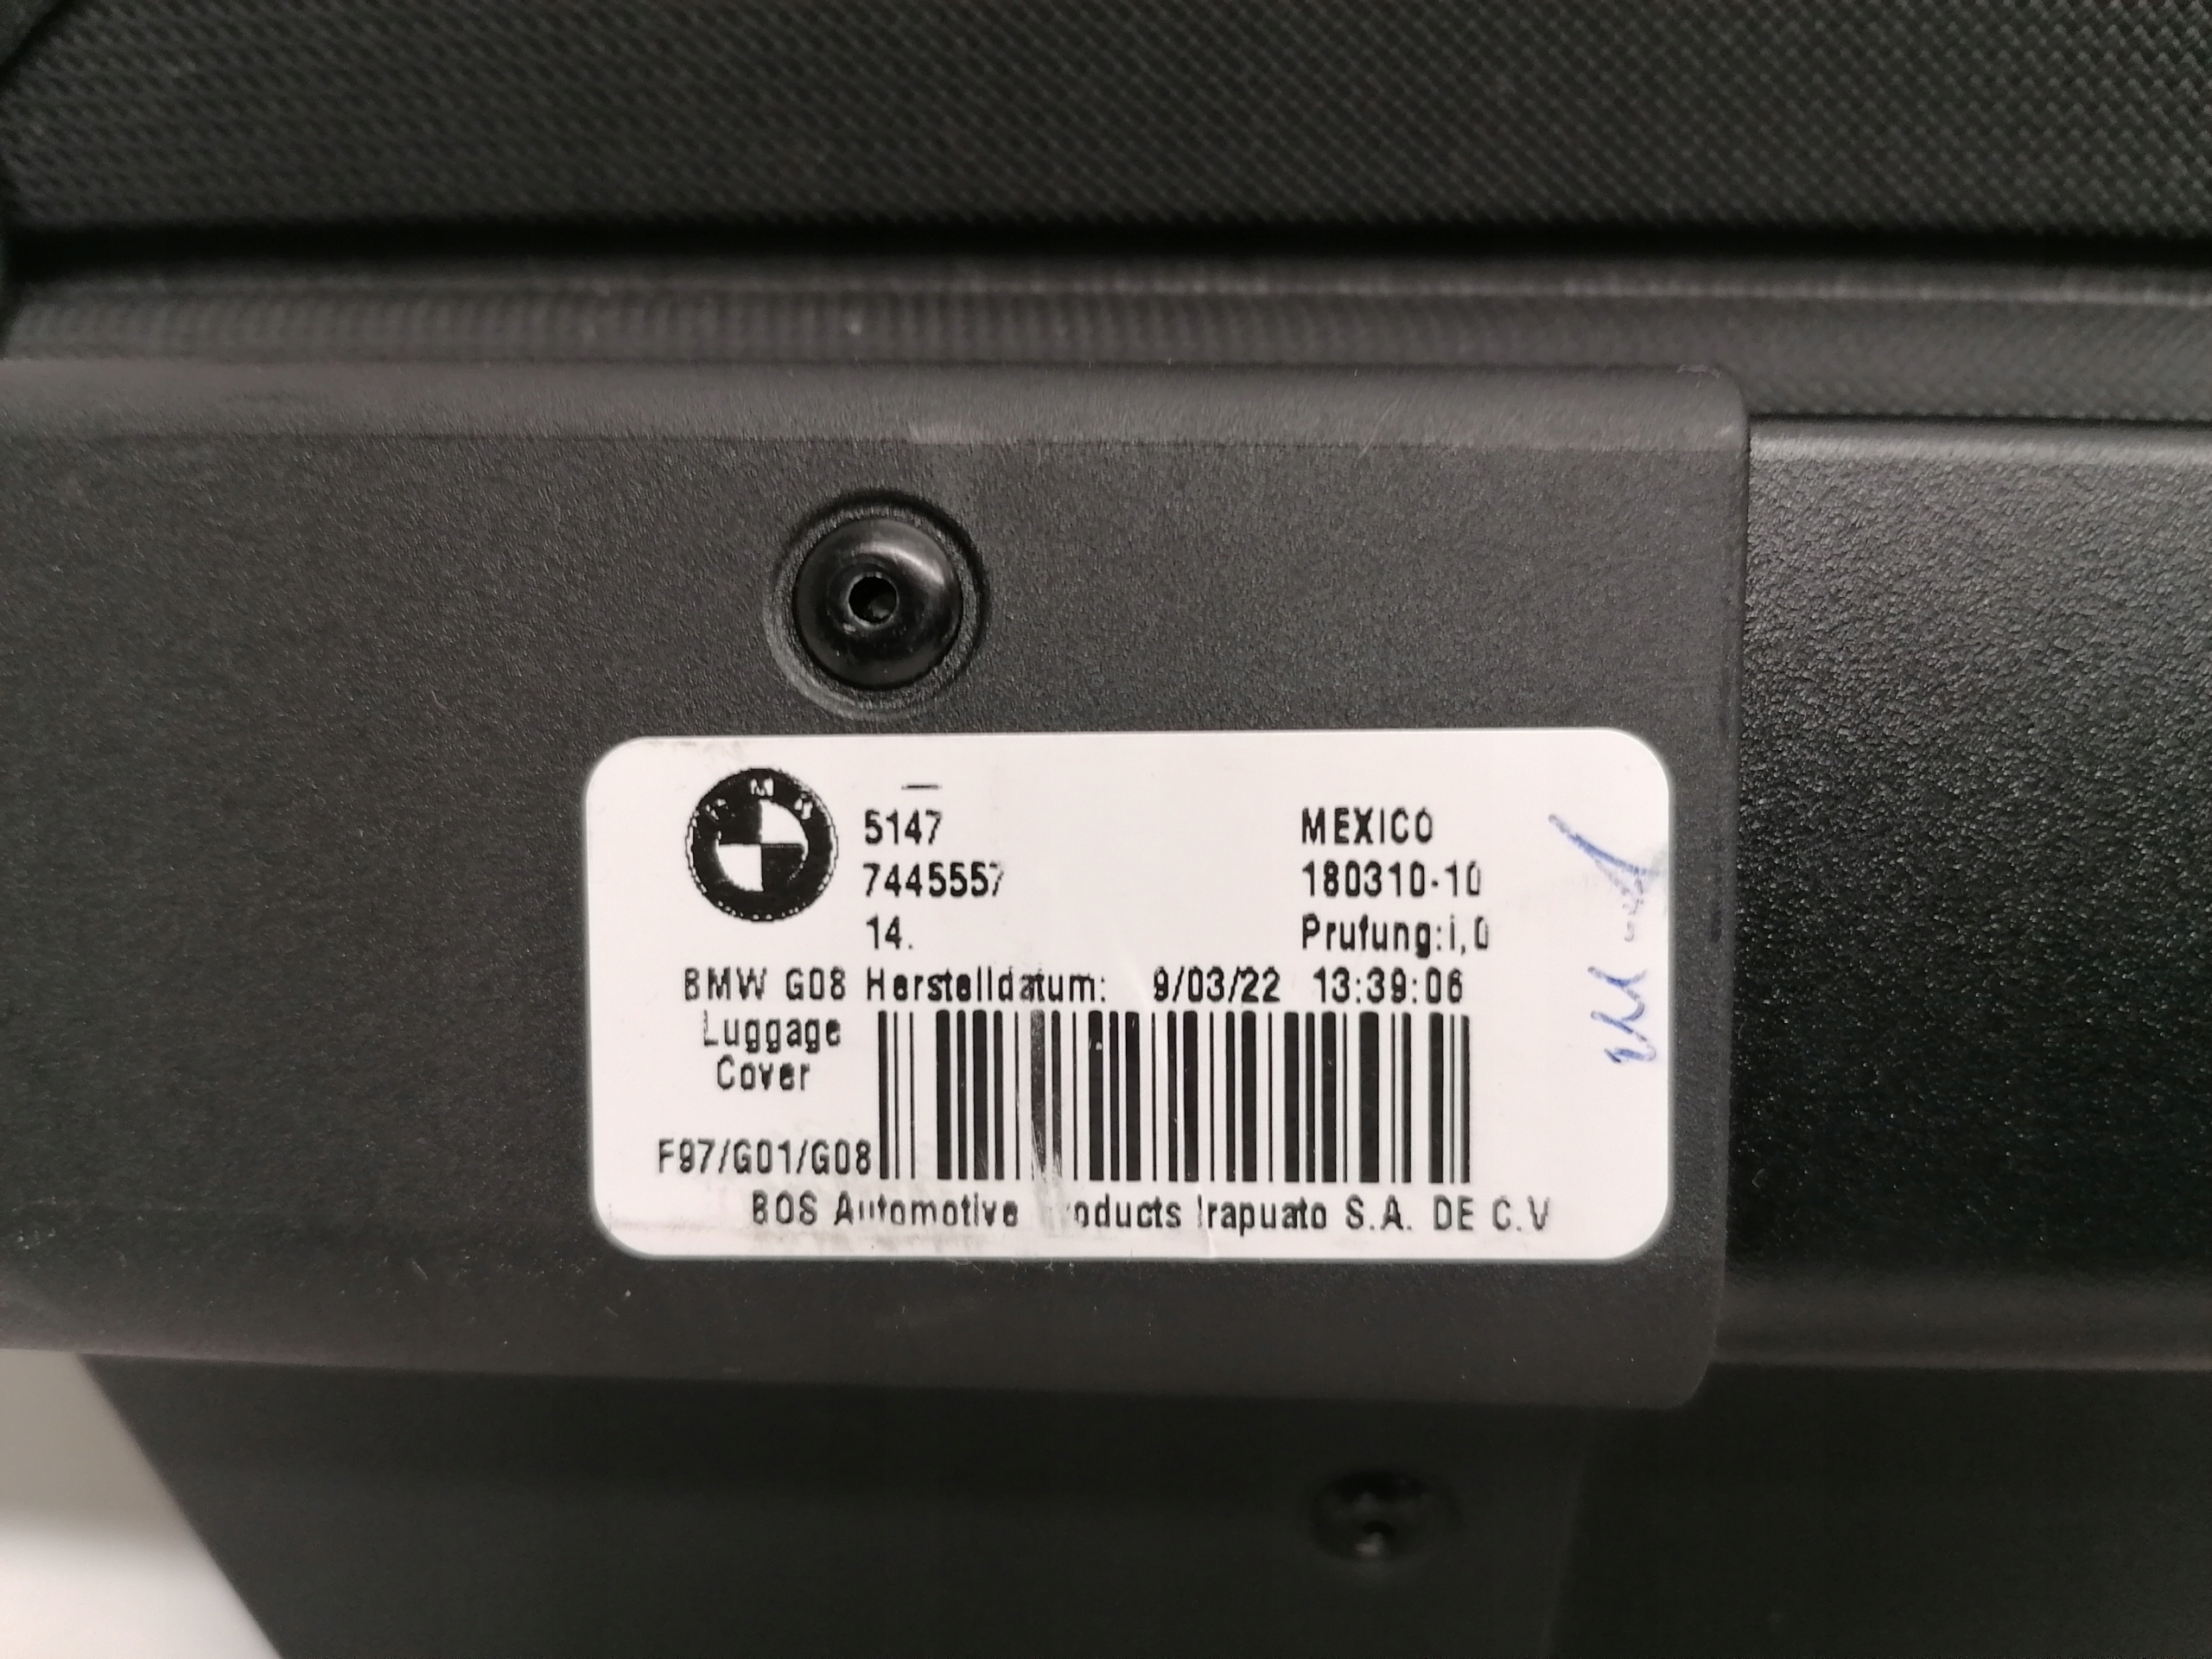 5147 MEXICO
7445557 180310-10
14. Prufung:i,0
BMW G08 Herstelldatum: 9/03/22 13:39:06
Luggage
Cover
F97/G01/G08
BOS Automotive Irapuato S.A. DE C.V